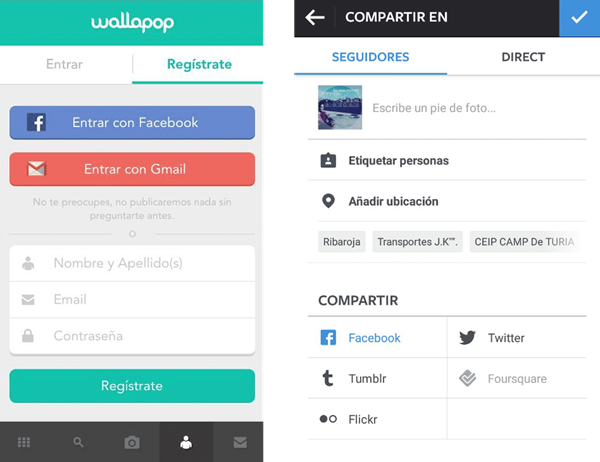 wallapop
Entrar
Regístrate
Entrar con Facebook
Entrar con Gmail
No te preocupes, no publicaremos nada sin
preguntarte antes.
O
Nombre y Apellido(s)
Email
Contraseña
Regístrate
COMPARTIR EN
SEGUIDORES
DIRECT
Escribe un pie de foto...
Etiquetar personas
Añadir ubicación
Ribaroja
Transportes J.K™.
CEIP CAMP De TURIA
COMPARTIR
Facebook
Twitter
Tumblr
Foursquare
Flickr